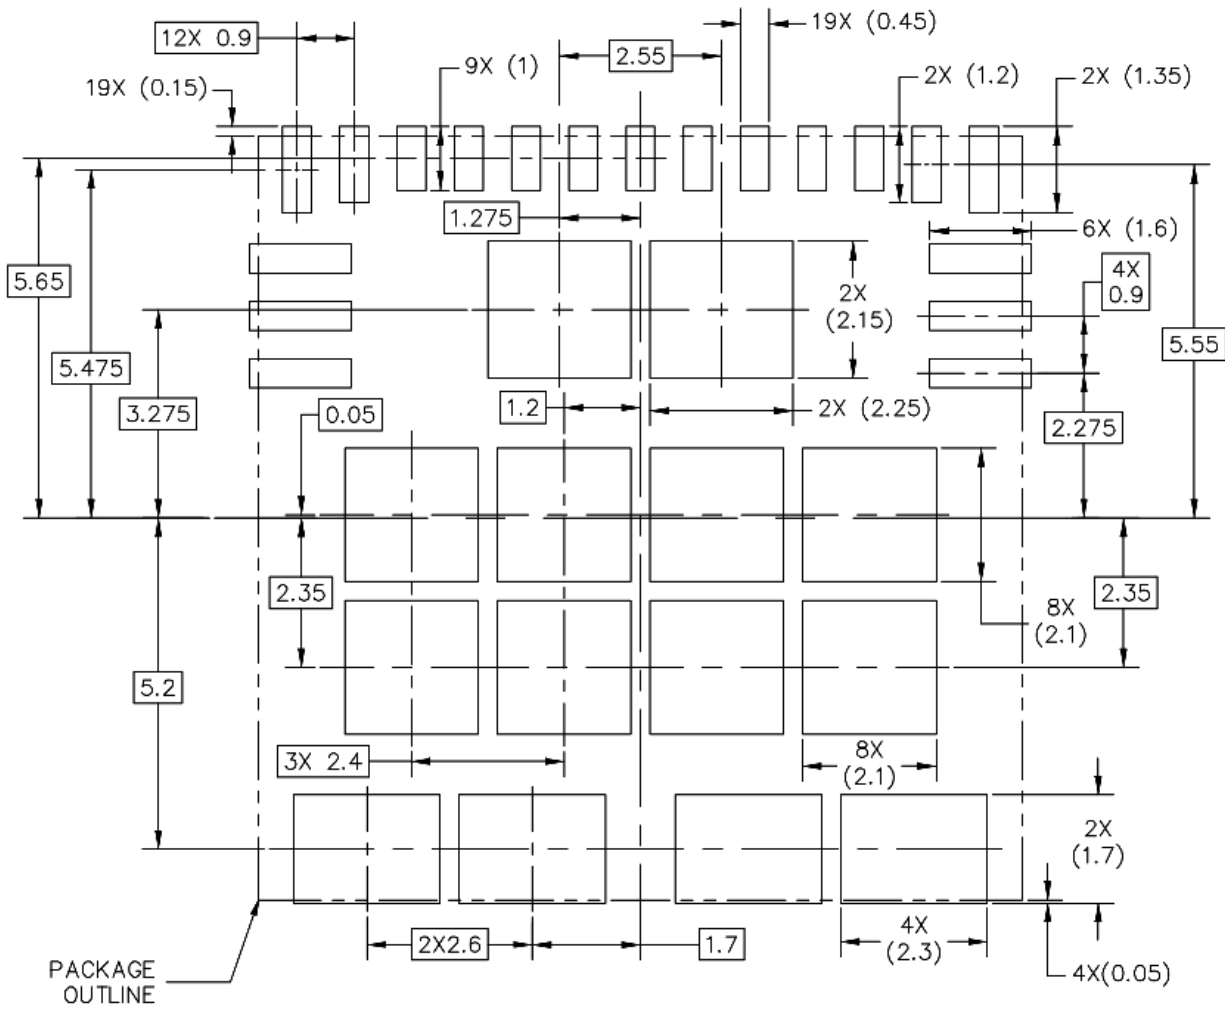 12X 0.9
19X (0.15)
9X (1)
2.55
19X (0.45)
2X (1.2)
2X (1.35)
1.275
6X (1.6)
5.65
4X
0.9
2X
(2.15)
5.475
5.55
3.275
0.05
1.2
2X (2.25)
2.275
2.35
2.35
8X
(2.1)
5.2
3X 2.4
8X
(2.1)
2X
(1.7)
2X2.6
1.7
4X
(2.3)
4X(0.05)
PACKAGE
OUTLINE